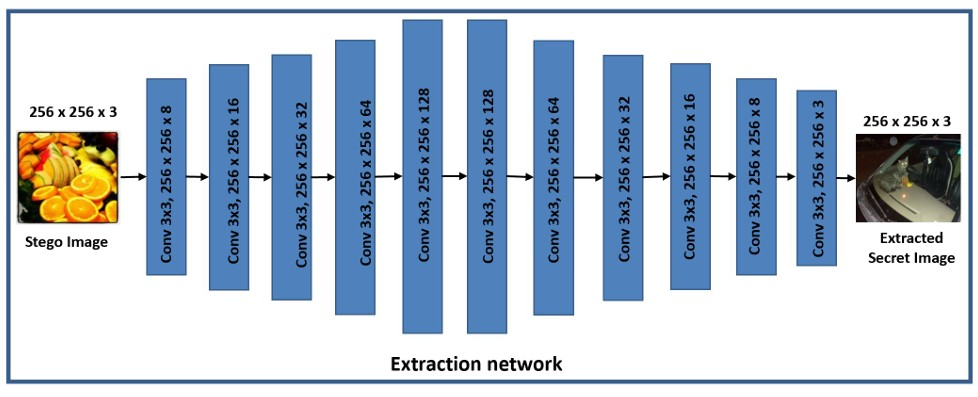 256 x 256 x 3
Stego Image
Conv 3x3, 256 x 256 x 8
Conv 3x3, 256 x 256 x 16
Conv 3x3, 256 x 256 x 32
Conv 3x3, 256 x 256 x 64
Conv 3x3, 256 x 256 x 128
Conv 3x3, 256 x 256 x 128
Conv 3x3, 256 x 256 x 64
Conv 3x3, 256 x 256 x 32
Conv 3x3, 256 x 256 x 16
Conv 3x3, 256 x 256 x 8
Conv 3x3, 256 x 256 x 3
256 x 256 x 3
Extracted
Secret Image
Extraction network